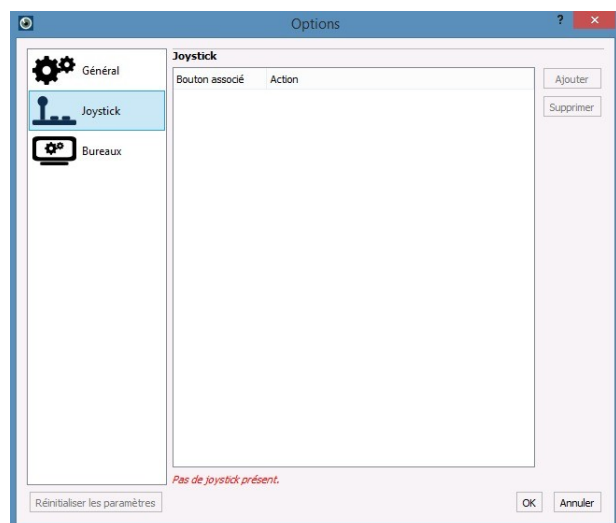 Options
?
Général
Joystick
Bureaux
Joystick
Bouton associé Action
Ajouter
Supprimer
Pas de joystick présent.
Réinitialiser les paramètres
OK
Annuler